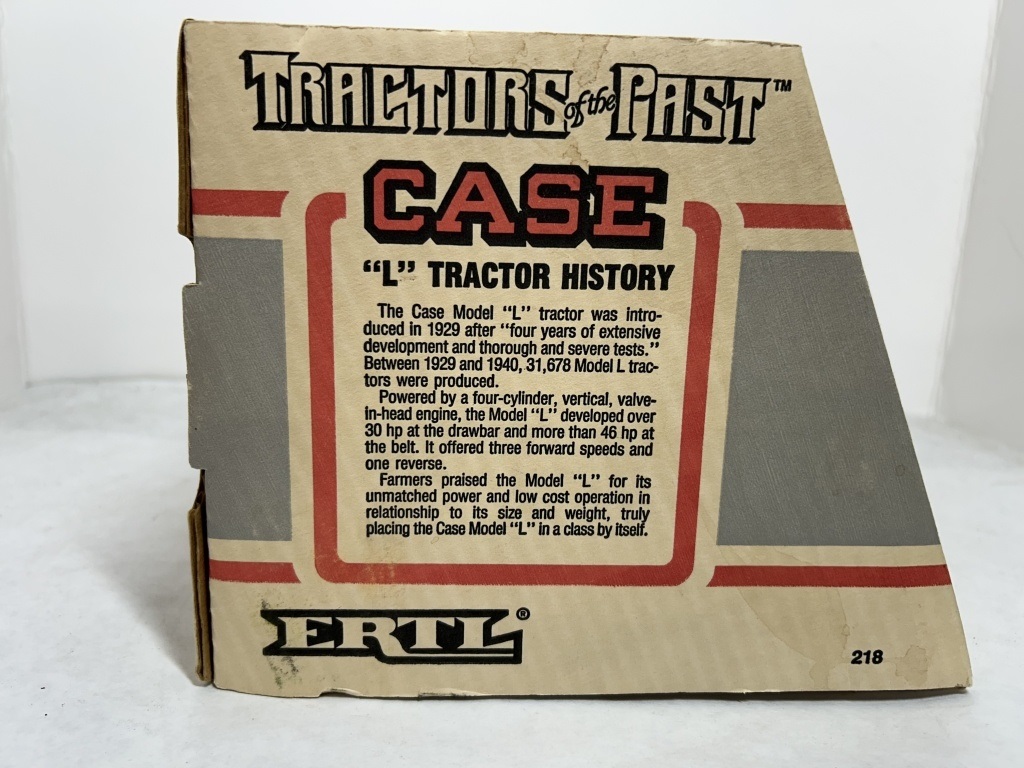 TRACTORS of the PAST™
CASE
“L” TRACTOR HISTORY
The Case Model “L” tractor was intro-
duced in 1929 after “four years of extensive
development and thorough and severe tests.”
Between 1929 and 1940, 31,678 Model L trac-
tors were produced.
Powered by a four-cylinder, vertical, valve-
in-head engine, the Model “L” developed over
30 hp at the drawbar and more than 46 hp at
the belt. It offered three forward speeds and
one reverse.
Farmers praised the Model “L” for its
unmatched power and low cost operation in
relationship to its size and weight, truly
placing the Case Model “L” in a class by itself.
ERTL®
218